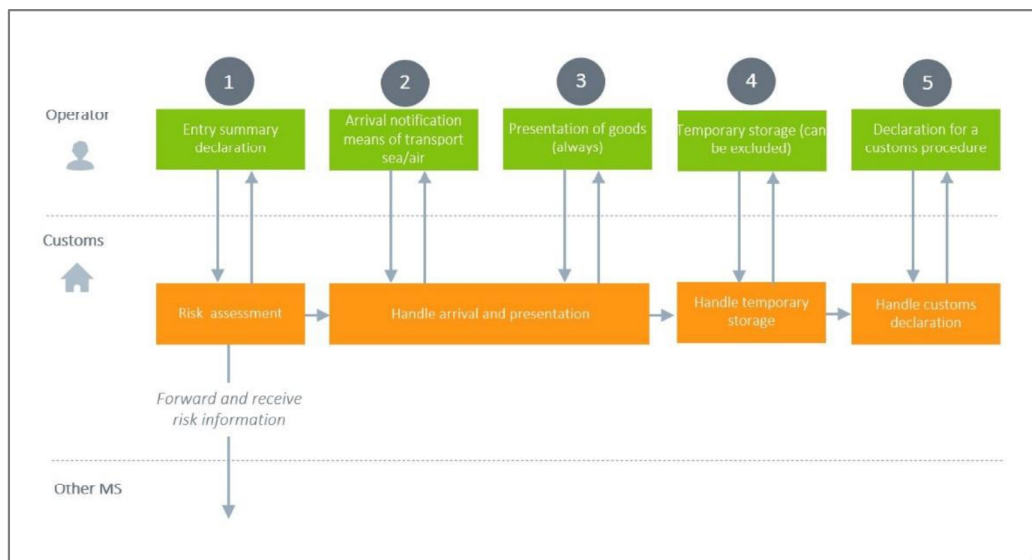 1
2
3
4
5
Operator
Entry summary
declaration
Arrival notification
means of transport
sea/air
Presentation of goods
(always)
Temporary storage (can
be excluded)
Declaration for a
customs procedure
Customs
Risk assessment
Handle arrival and presentation
Handle temporary
storage
Handle customs
declaration
Forward and receive
risk information
Other MS